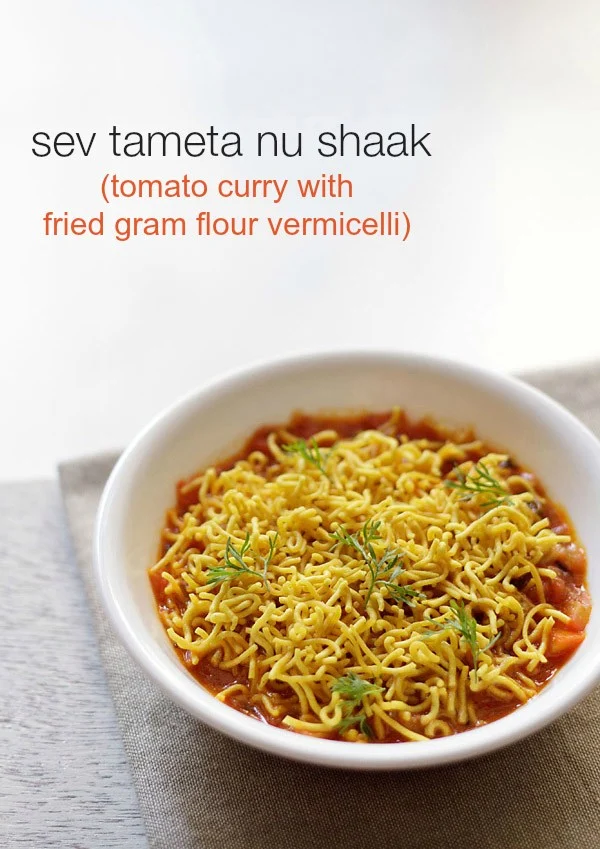 sev tameta nu shaak
(tomato curry with
fried gram flour vermicelli)